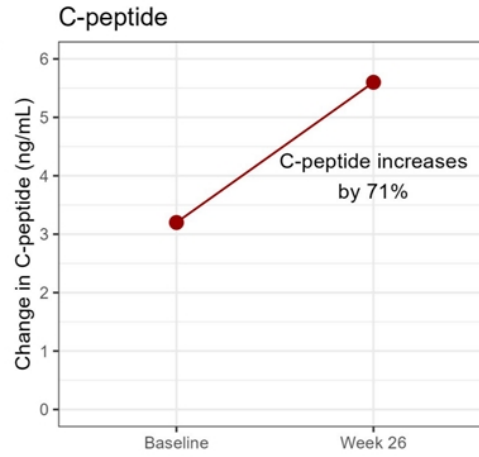 C-peptide
Change in C-peptide (ng/mL)
6
5
4
3
2
1
0
C-peptide increases
by 71%
Baseline
Week 26